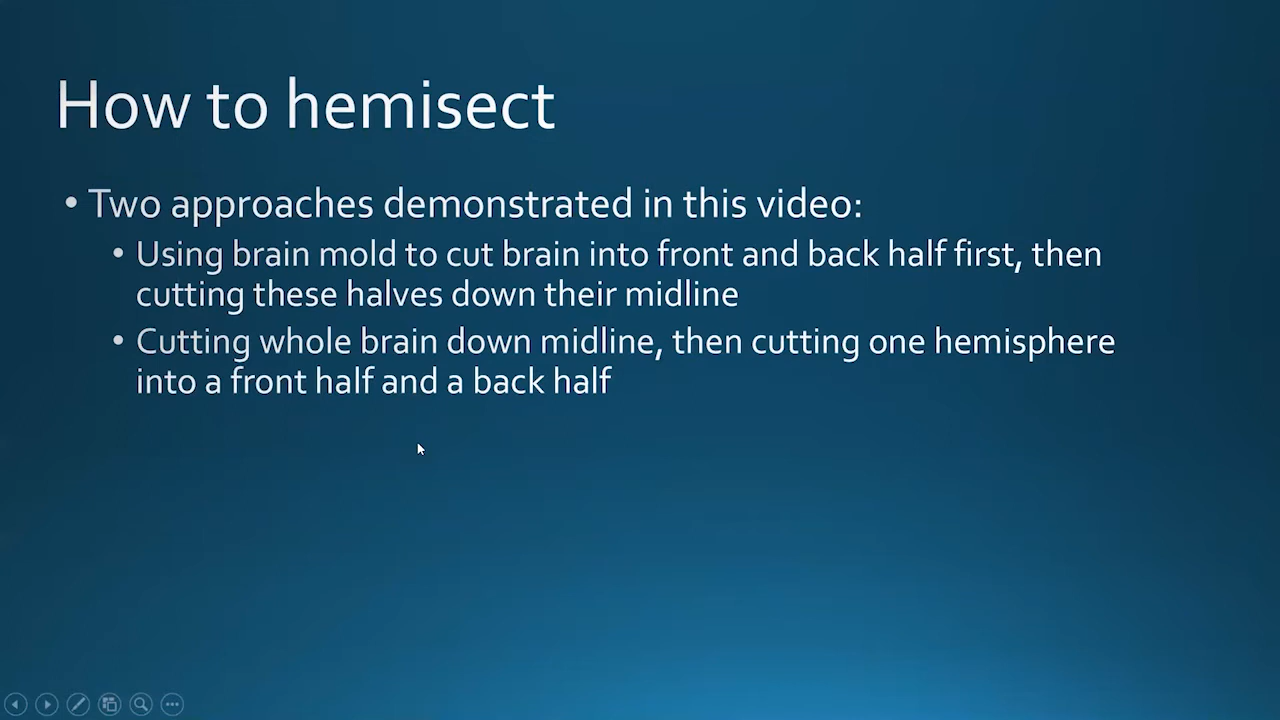 How to hemisect
• Two approaches demonstrated in this video:
• Using brain mold to cut brain into front and back half first, then
cutting these halves down their midline
• Cutting whole brain down midline, then cutting one hemisphere
into a front half and a back half